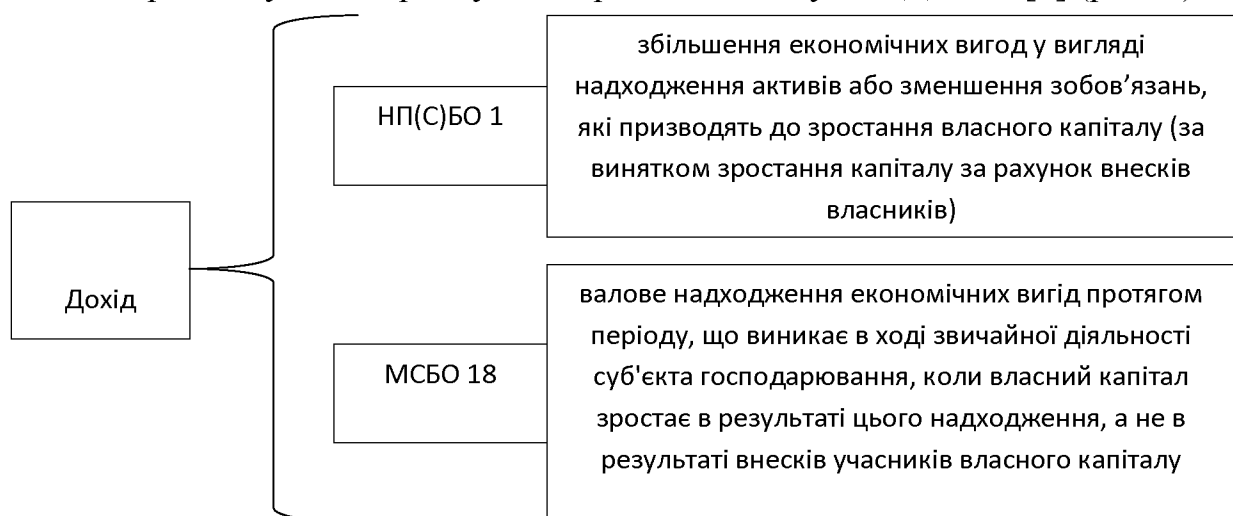 Дохід
НП(С)БО 1
збільшення економічних вигод у вигляді
надходження активів або зменшення зобов’язань,
які призводять до зростання власного капіталу (за
винятком зростання капіталу за рахунок внесків
власників)
МСБО 18
валове надходження економічних вигід протягом
періоду, що виникає в ході звичайної діяльності
суб'єкта господарювання, коли власний капітал
зростає в результаті цього надходження, а не в
результаті внесків учасників власного капіталу